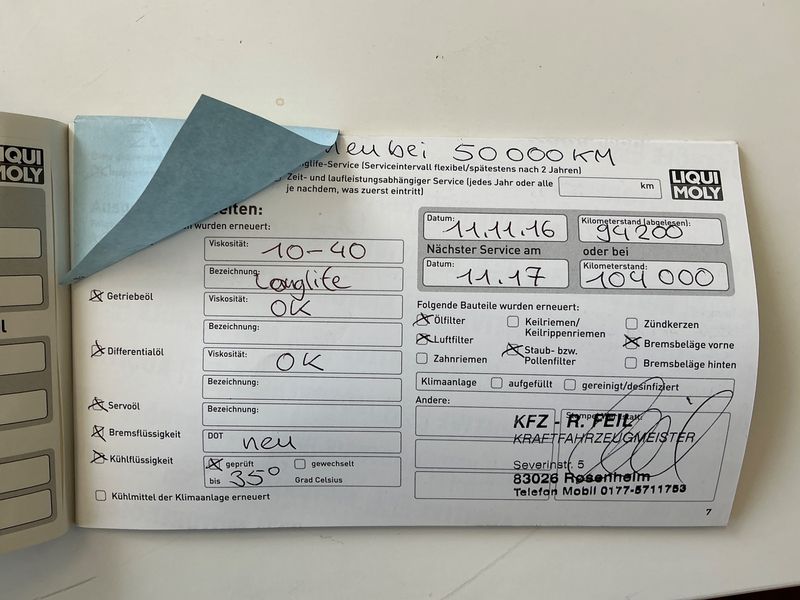 QUI
MOLY
bei 50000KM
Longlife-Service (Serviceintervall flexibel/spätestens nach 2 Jahren)
Zeit- und laufleistungsabhängiger Service (jedes Jahr oder alle km
je nachdem, was zuerst eintritt)
LIQUI
MOLY
eiten:
wurden erneuert:
Viskosität: 10-40
Bezeichnung: Longlife
Getriebeöl Viskosität: OK
Bezeichnung:
Differentialöl Viskosität: OK
Bezeichnung:
Servoöl Bezeichnung:
Bremsflüssigkeit DOT neu
Kühlflüssigkeit geprüft gewechselt
bis 35° Grad Celsius
Kühlmittel der Klimaanlage erneuert
Datum: 11.11.16 Kilometerstand (abgelesen): 94200
Nächster Service am oder bei
Datum: 11.17 Kilometerstand: 104000
Folgende Bauteile wurden erneuert:
Ölfilter Keilriemen/ Zündkerzen
Keilrippenriemen
Luftfilter Staub- bzw. Bremsbeläge vorne
Zahnriemen Pollenfilter Bremsbeläge hinten
Klimaanlage aufgefüllt gereinigt/desinfiziert
Andere:
KFZ - R. FEIL
KRAFTFAHRZEUGMEISTER
Severinstr. 5
83026 Rosenheim
Telefon Mobil 0177-5711753
7